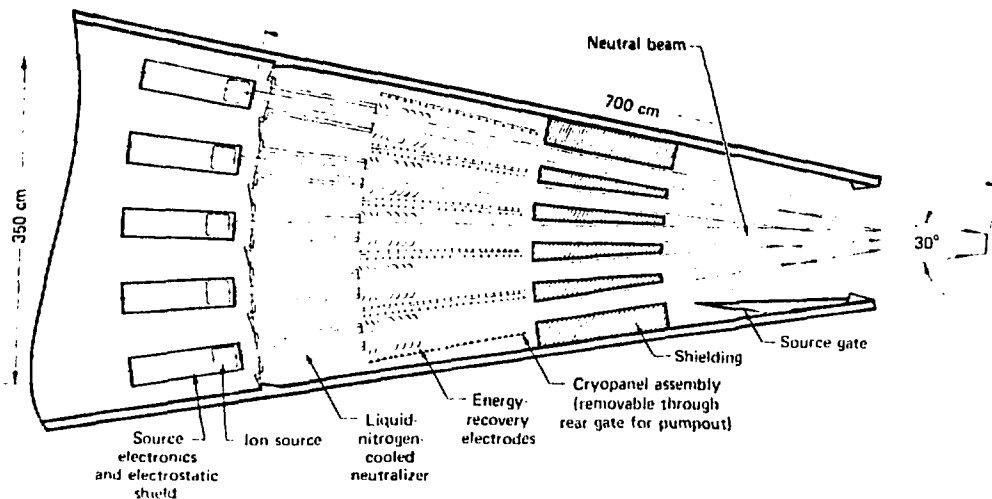 Neutral beam
700 cm
350 cm
30°
Source gate
Shielding
Cryopanel assembly
(removable through
rear gate for pumpout)
Energy-
recovery
electrodes
Liquid-
nitrogen-
cooled
neutralizer
Ion source
Source
electronics
and electrostatic
shield